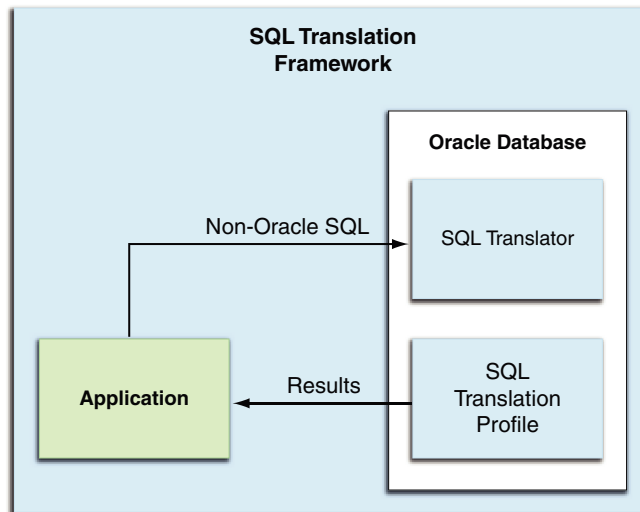 SQL Translation
Framework
Oracle Database
Non-Oracle SQL
SQL Translator
Application
Results
SQL
Translation
Profile